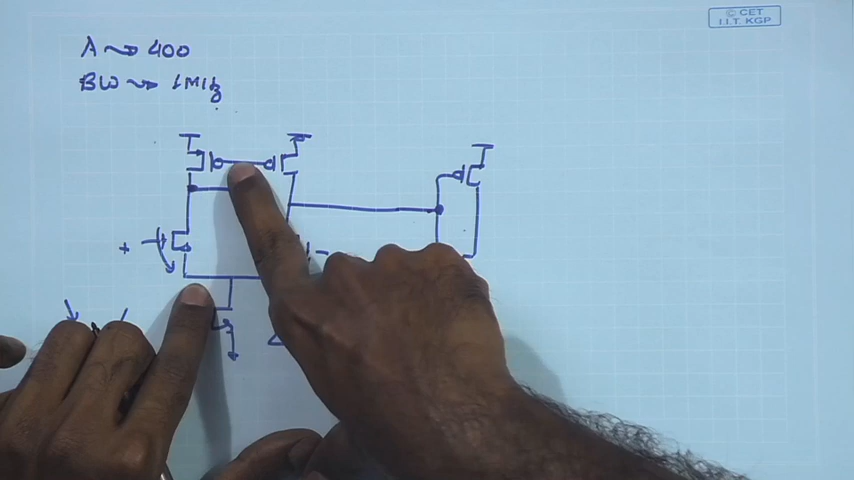 © CET
I.I.T. KGP
A ~→ 400
BW ~→ 1MHz
+
−